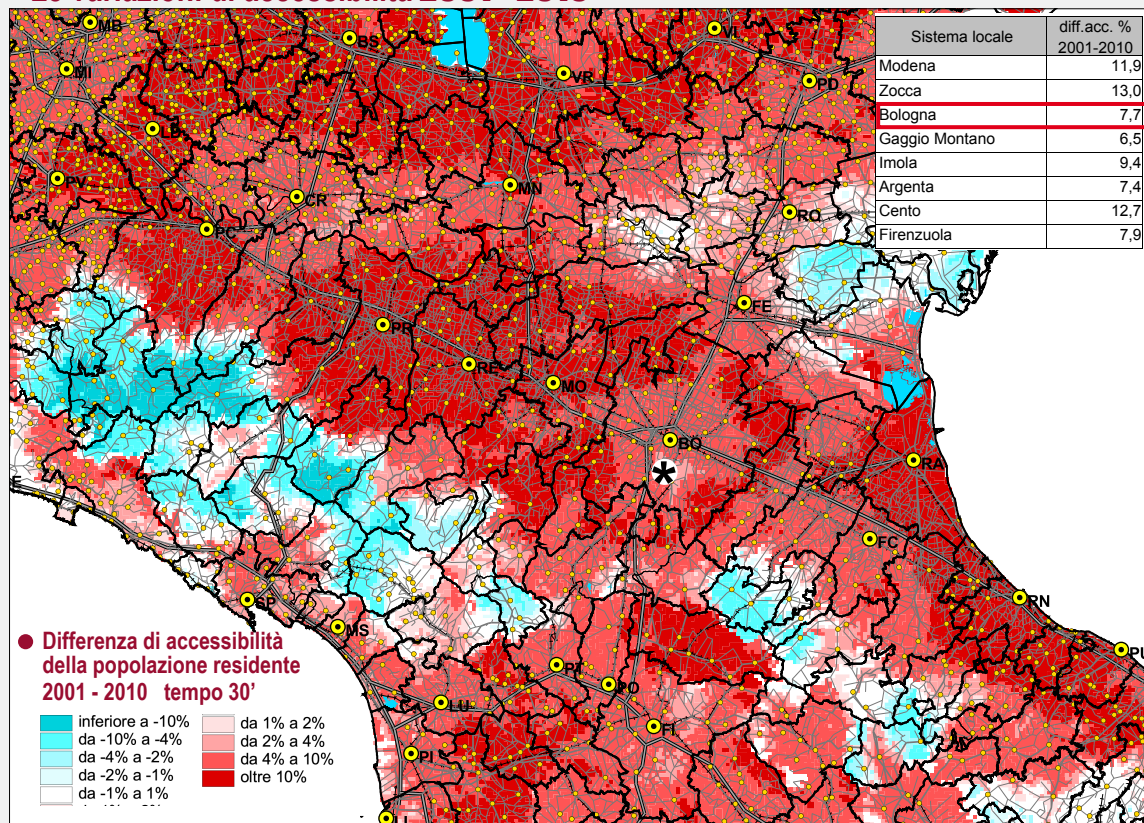 Sistema locale diff.acc. % 2001-2010
Modena 11,9
Zocca 13,0
Bologna 7,7
Gaggio Montano 6,5
Imola 9,4
Argenta 7,4
Cento 12,7
Firenzuola 7,9
MB
BS
VI
MI
VR
PD
PV
MN
CR
RO
PC
FE
PR
RE
MO
BO
*
RA
FC
SP
RN
MS
PU
PT
PO
LU
FI
PI
LI
Differenza di accessibilità
della popolazione residente
2001 - 2010 tempo 30’
inferiore a -10%
da -10% a -4%
da -4% a -2%
da -2% a -1%
da -1% a 1%
da 1% a 2%
da 2% a 4%
da 4% a 10%
oltre 10%